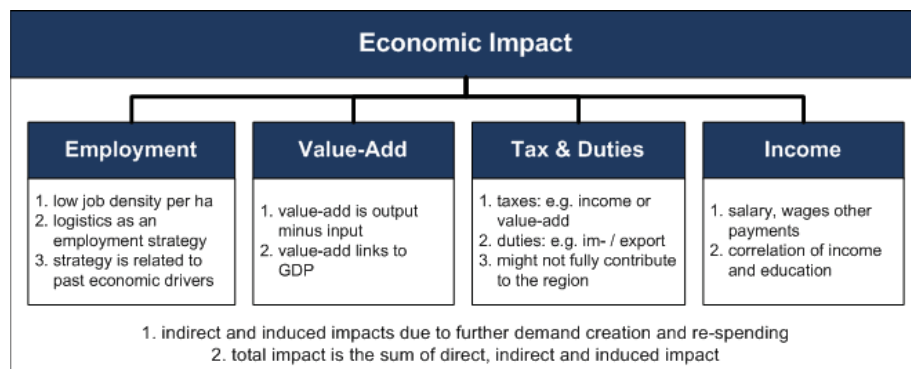 Economic Impact
Employment
1. low job density per ha
2. logistics as an
employment strategy
3. strategy is related to
past economic drivers
Value-Add
1. value-add is output
minus input
2. value-add links to
GDP
Tax & Duties
1. taxes: e.g. income or
value-add
2. duties: e.g. im- / export
3. might not fully contribute
to the region
Income
1. salary, wages other
payments
2. correlation of income
and education
1. indirect and induced impacts due to further demand creation and re-spending
2. total impact is the sum of direct, indirect and induced impact